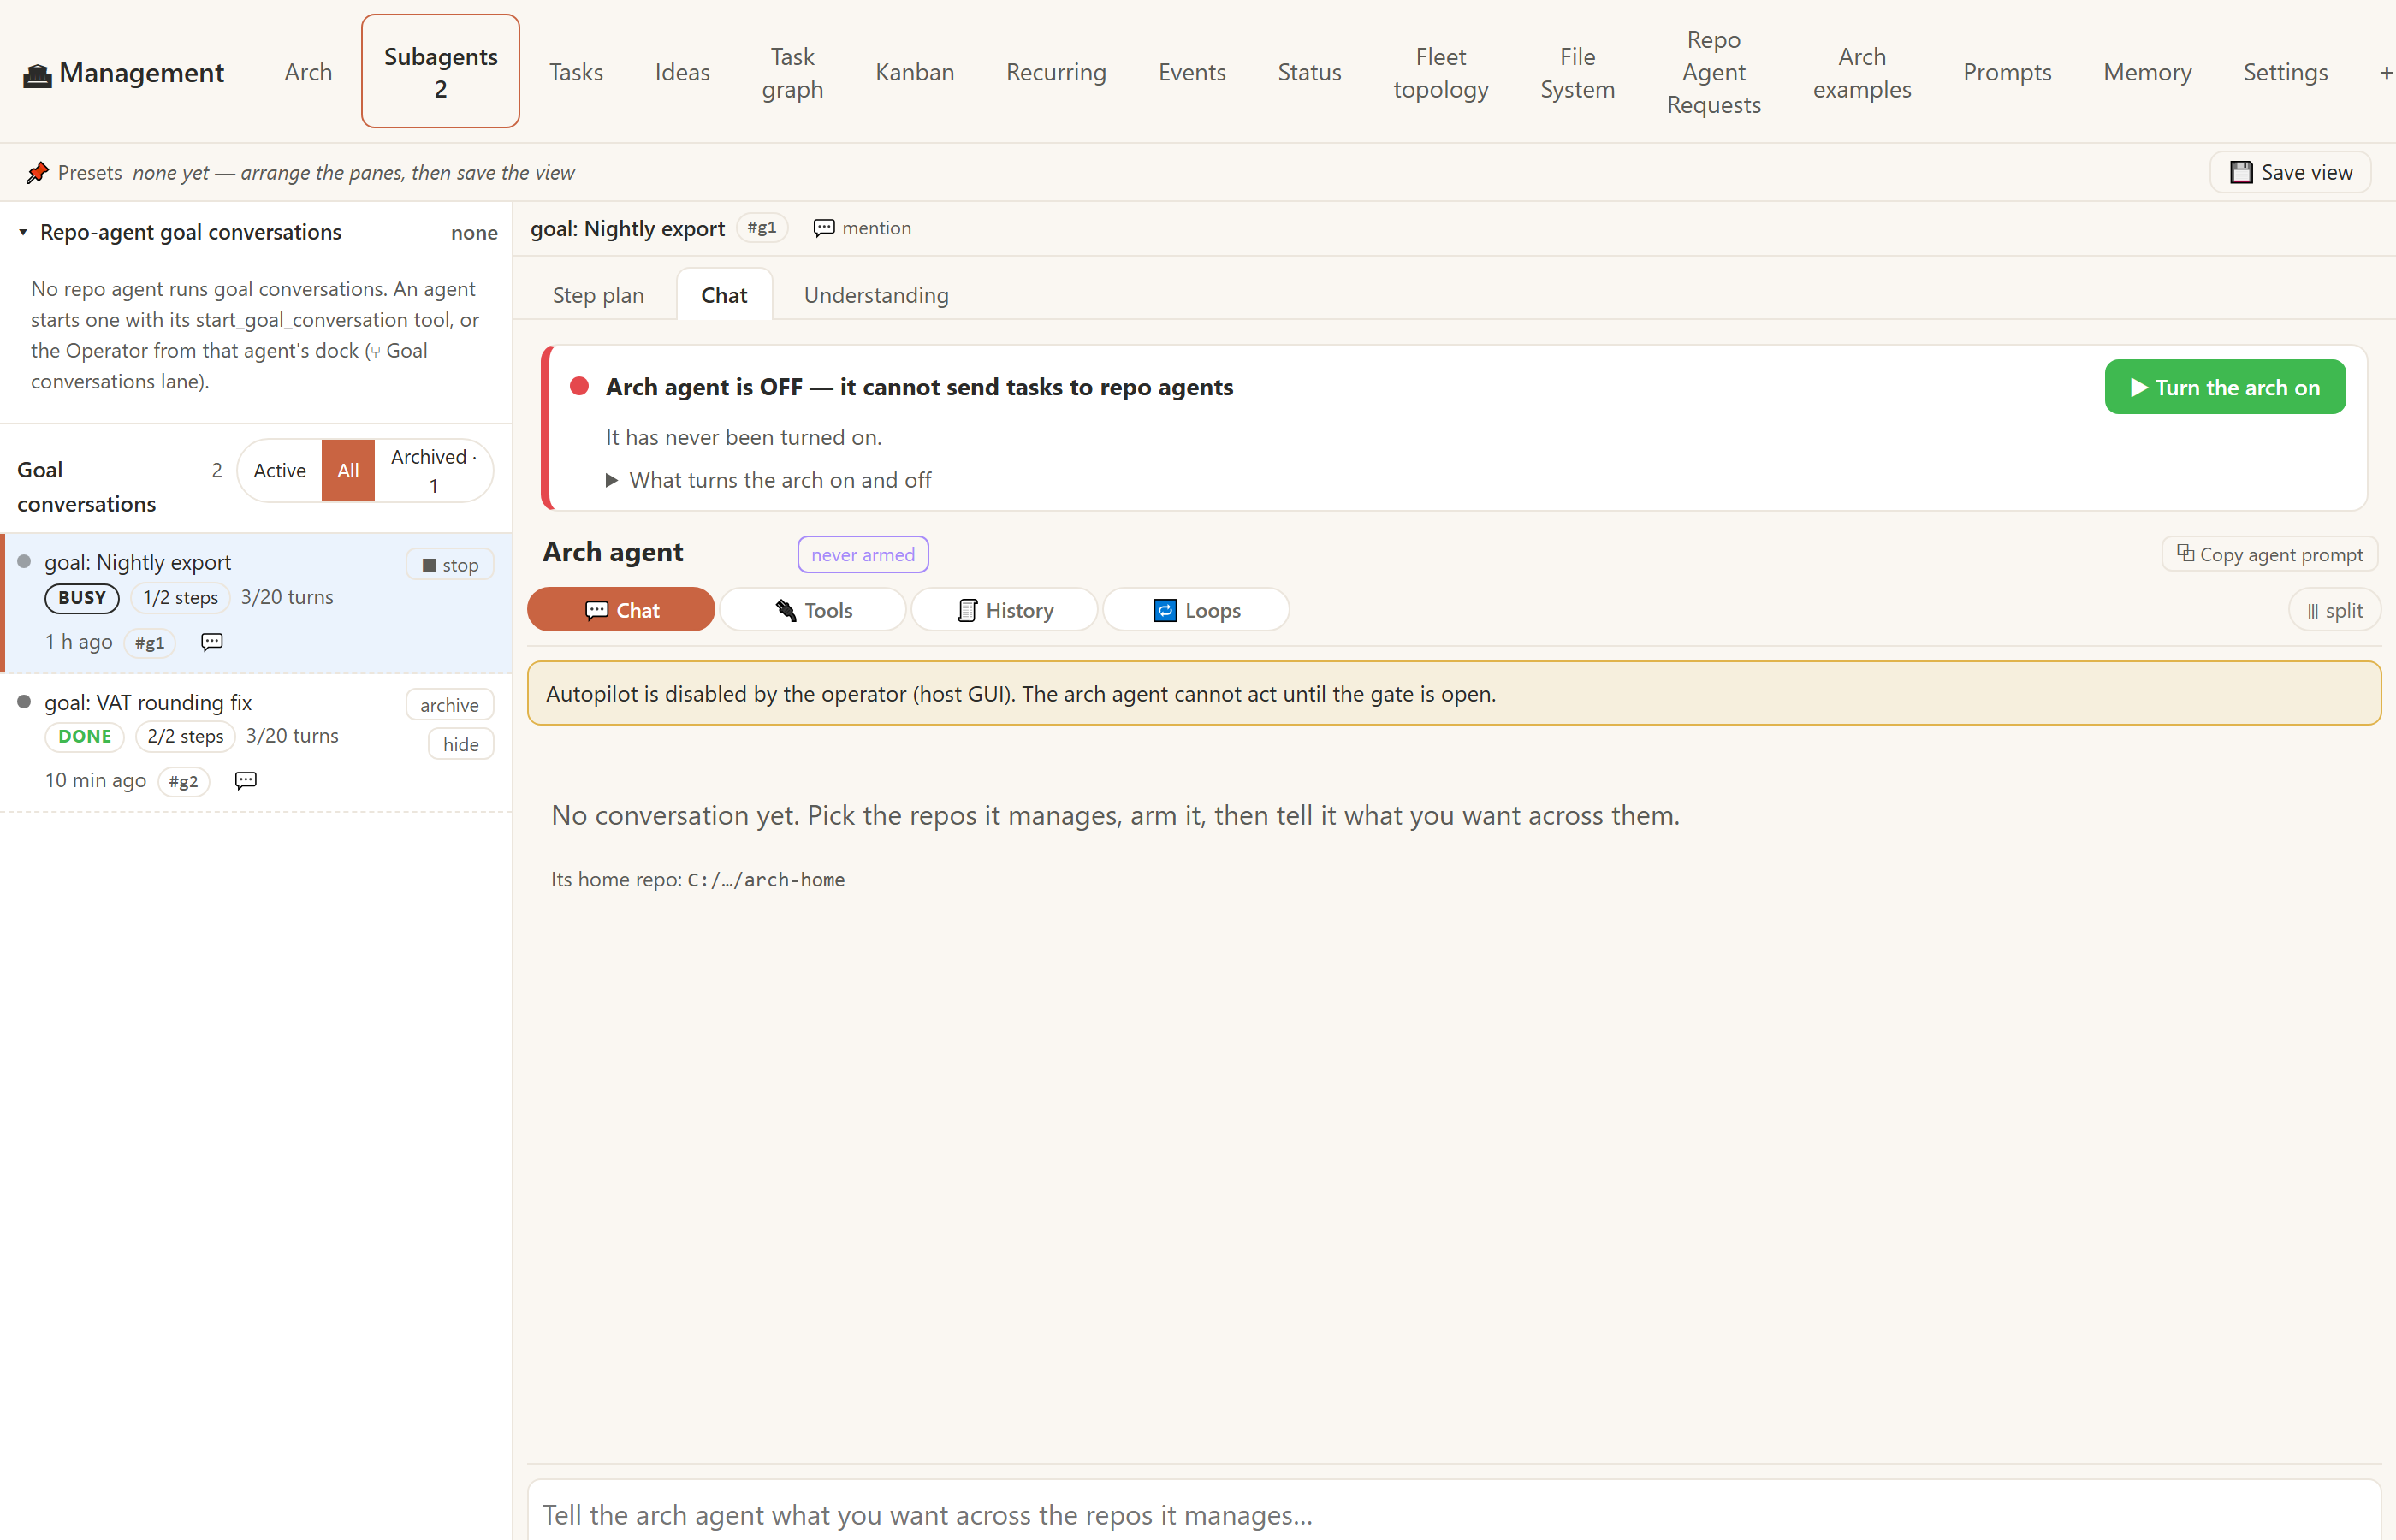 Management
Arch
Subagents
2
Tasks
Ideas
Task
graph
Kanban
Recurring
Events
Status
Fleet
topology
File
System
Repo
Agent
Requests
Arch
examples
Prompts
Memory
Settings
+
Presets none yet — arrange the panes, then save the view
Save view
▾ Repo-agent goal conversations none
No repo agent runs goal conversations. An agent
starts one with its start_goal_conversation tool, or
the Operator from that agent's dock (⑂ Goal
conversations lane).
Goal
conversations
2
Active
All
Archived ·
1
goal: Nightly export
■ stop
BUSY 1/2 steps 3/20 turns
1 h ago #g1
goal: VAT rounding fix
archive
DONE 2/2 steps 3/20 turns
hide
10 min ago #g2
goal: Nightly export #g1 mention
Step plan
Chat
Understanding
Arch agent is OFF — it cannot send tasks to repo agents
▶ Turn the arch on
It has never been turned on.
▶ What turns the arch on and off
Arch agent
never armed
Copy agent prompt
Chat
Tools
History
Loops
split
Autopilot is disabled by the operator (host GUI). The arch agent cannot act until the gate is open.
No conversation yet. Pick the repos it manages, arm it, then tell it what you want across them.
Its home repo: C:/…/arch-home
Tell the arch agent what you want across the repos it manages…